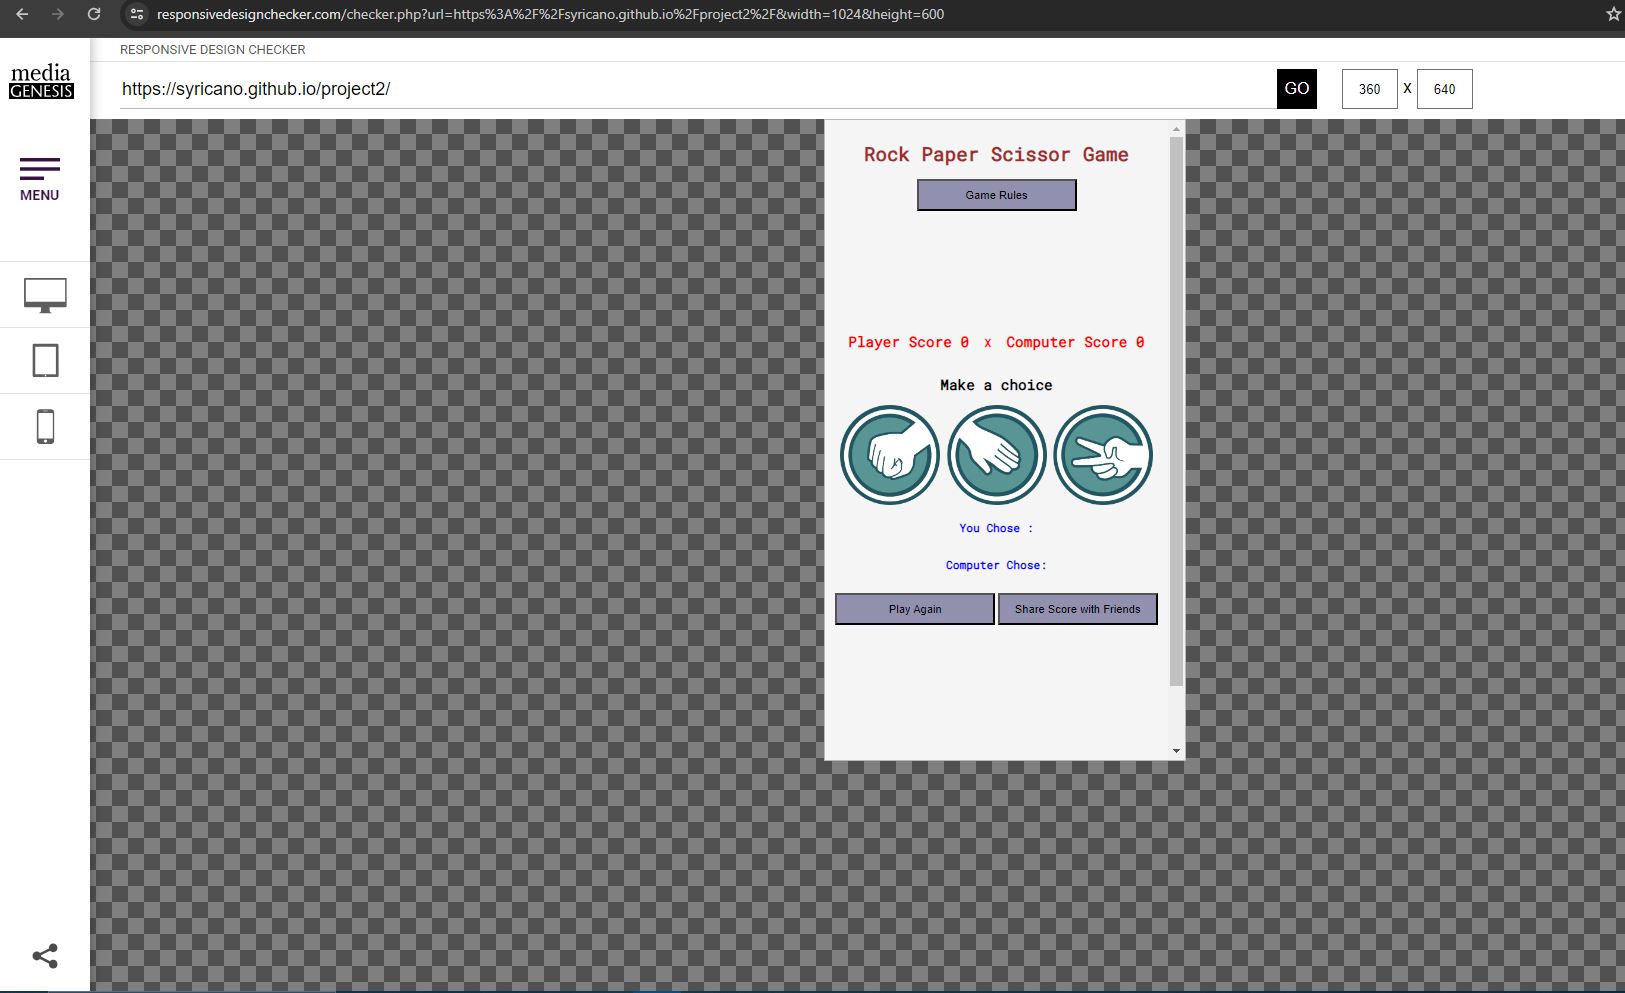 responsivedesignchecker.com/checker.php?url=https%3A%2F%2Fsyricano.github.io%2Fproject2%2F&width=1024&height=600
RESPONSIVE DESIGN CHECKER
media
GENESIS
https://syricano.github.io/project2/
GO
360 X 640
MENU
Rock Paper Scissor Game
Game Rules
Player Score 0 x Computer Score 0
Make a choice
You Chose :
Computer Chose:
Play Again
Share Score with Friends